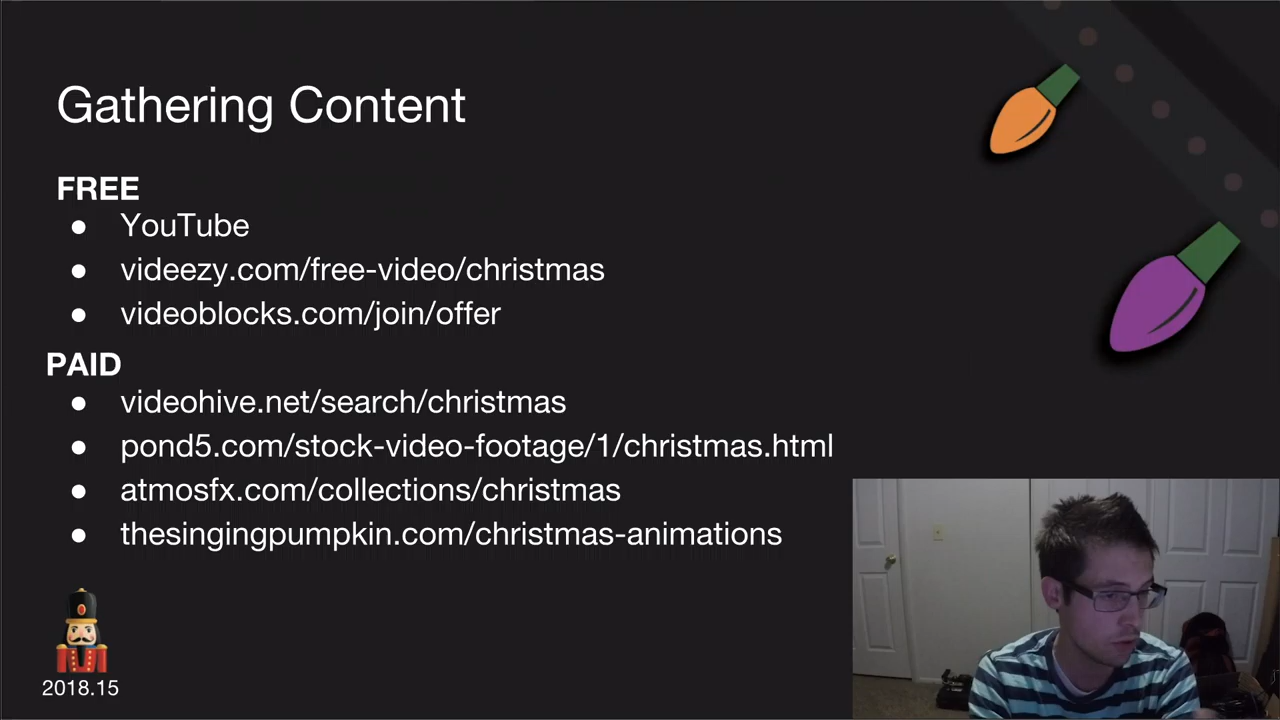 Gathering Content
FREE
● YouTube
● videezy.com/free-video/christmas
● videoblocks.com/join/offer
PAID
● videohive.net/search/christmas
● pond5.com/stock-video-footage/1/christmas.html
● atmosfx.com/collections/christmas
● thesingingpumpkin.com/christmas-animations
2018.15